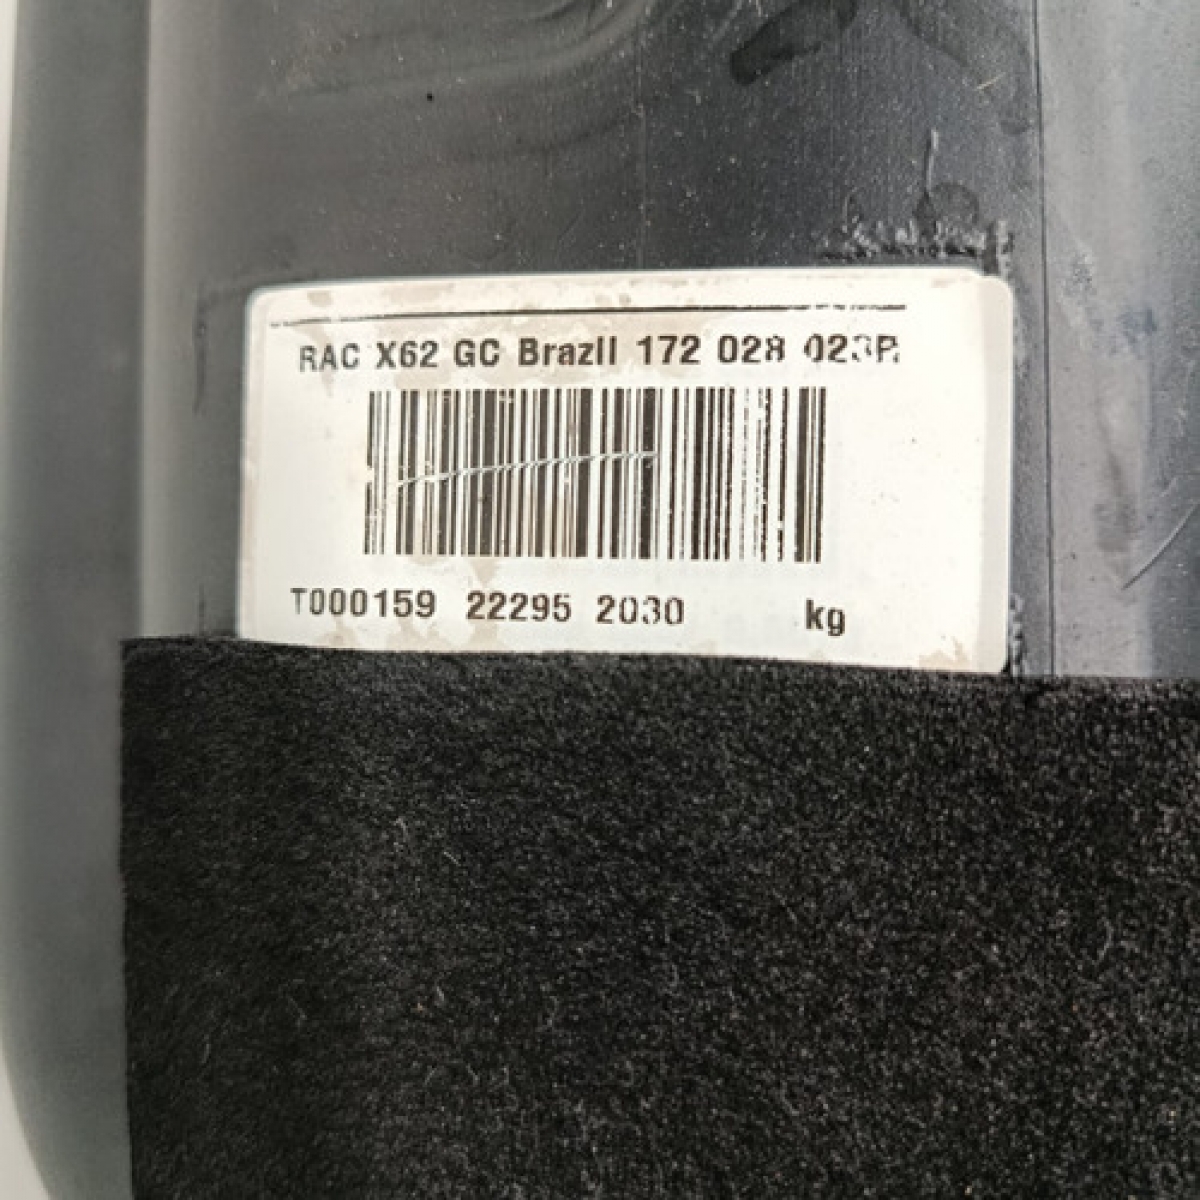 RAC X62 GC Brazil 172 028 023R
T000159 22295 2030 kg